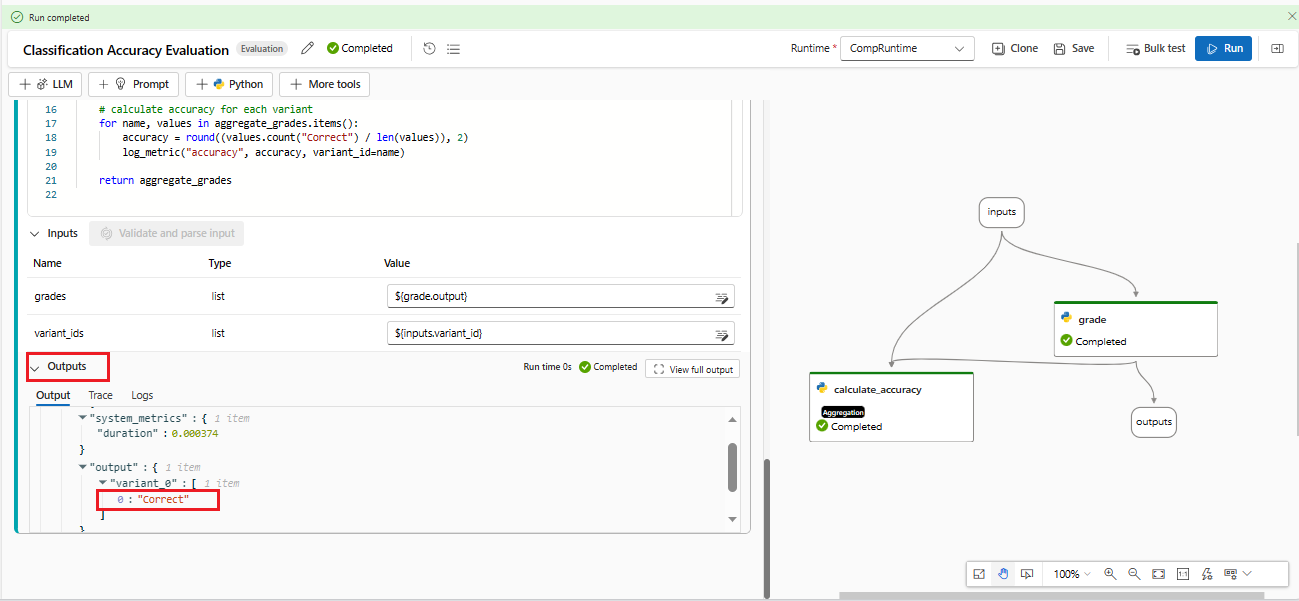 Run completed
Classification Accuracy Evaluation Evaluation Completed Runtime * CompRuntime Clone Save Bulk test Run
+ LLM + Prompt + Python + More tools
16 # calculate accuracy for each variant
17 for name, values in aggregate_grades.items():
18 accuracy = round((values.count("Correct") / len(values)), 2)
19 log_metric("accuracy", accuracy, variant_id=name)
20
21 return aggregate_grades
22
Inputs Validate and parse input
Name Type Value
grades list ${grade.output}
variant_ids list ${inputs.variant_id}
Outputs Run time 0s Completed View full output
Output Trace Logs
"system_metrics" : { 1 item
"duration" : 0.000374
}
"output" : { 1 item
"variant_0" : [ 1 item
0 : "Correct"
]
}
inputs
grade
Completed
calculate_accuracy
Aggregation
Completed
outputs
100% 1:1